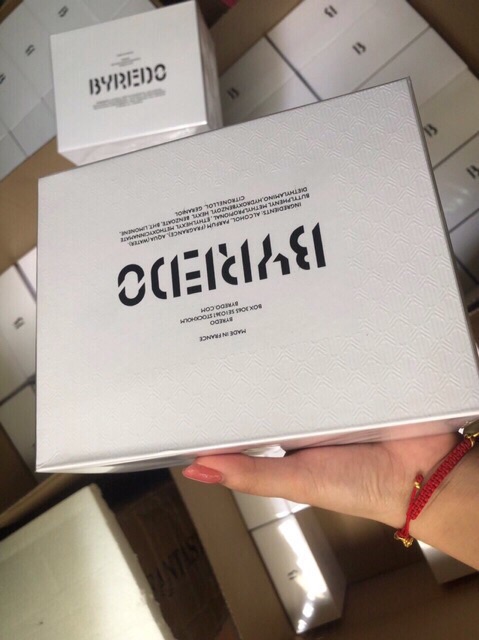 BYREDO
MADE IN FRANCE
BYREDO
BOX 3065 SE10361 STOCKHOLM
BYREDO.COM
BYREDO
INGREDIENTS: ALCOHOL, PARFUM (FRAGRANCE), AQUA(WATER),
BUTYLPHENYL METHYLPROPIONAL, ETHYLHEXYL METHOXYCINNAMATE,
DIETHYLAMINO,HYDROXYBENZOYL HEXYL BENZOATE BHT, LIMONENE,
CITRONELLOL, GERANIOL